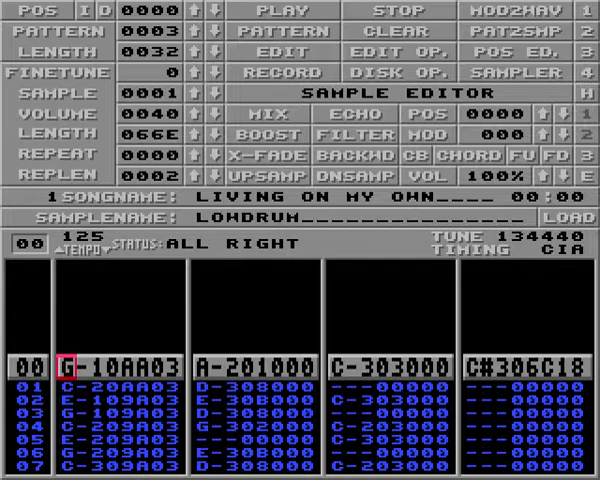 POS I D 0000 PLAY STOP MOD2WAV 1
PATTERN 0003 PATTERN CLEAR PAT2SMP 2
LENGTH 0032 EDIT EDIT OP. POS ED. 3
FINETUNE 0 RECORD DISK OP. SAMPLER 4
SAMPLE 0001 SAMPLE EDITOR H
VOLUME 0040 MIX ECHO POS 0000 1
LENGTH 066E BOOST FILTER MOD 000 2
REPEAT 0000 X-FADE BACKWD CB CHORD FU FD 3
REPLEN 0002 UPSAMP DNSAMP VOL 100% E
1 SONGNAME: LIVING ON MY OWN____ 00:00
SAMPLENAME: LOWDRUM_______________ LOAD
00 125 TEMPO STATUS: ALL RIGHT TUNE 134440
TIMING CIA
00 G-10AA03 A-201000 C-303000 C#306C18
01 C-20AA03 D-308000 ---00000 ---00000
02 E-109A03 E-30B000 C-303000 ---00000
03 G-109A03 D-308000 ---00000 ---00000
04 C-209A03 G-302000 C-203000 ---00000
05 E-209A03 ---00000 C-303000 ---00000
06 G-209A03 E-30B000 ---00000 ---00000
07 C-309A03 D-308000 C-203000 ---00000